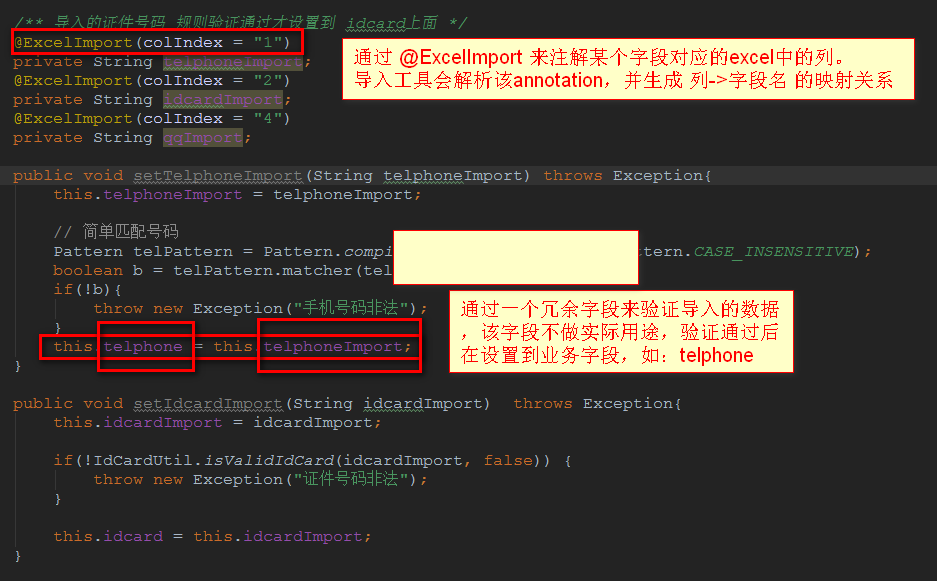 /** 导入的证件号码 规则验证通过才设置到 idcard上面 */
@ExcelImport(colIndex = "1")
private String telphoneImport;
@ExcelImport(colIndex = "2")
private String idcardImport;
@ExcelImport(colIndex = "4")
private String qqImport;
通过 @ExcelImport 来注解某个字段对应的excel中的列。
导入工具会解析该annotation，并生成 列->字段名 的映射关系
public void setTelphoneImport(String telphoneImport) throws Exception{
this.telphoneImport = telphoneImport;
// 简单匹配号码
Pattern telPattern = Pattern.compi ttern.CASE_INSENSITIVE);
boolean b = telPattern.matcher(tel
if(!b){
throw new Exception("手机号码非法");
}
this.telphone = this.telphoneImport;
}
通过一个冗余字段来验证导入的数据
，该字段不做实际用途，验证通过后
在设置到业务字段，如：telphone
public void setIdcardImport(String idcardImport) throws Exception{
this.idcardImport = idcardImport;
if(!IdCardUtil.isValidIdCard(idcardImport, false)) {
throw new Exception("证件号码非法");
}
this.idcard = this.idcardImport;
}